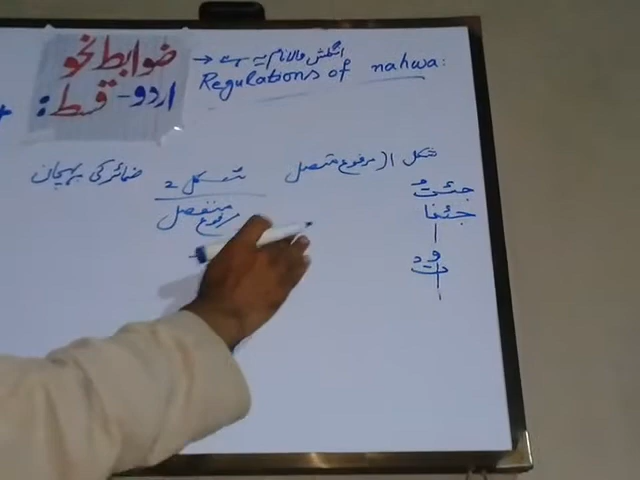 ضوابط نحو
اردو - قسط:
→ انگلش والا نام یہ ہے
Regulations of nahwa:
شکل 1 مرفوع متصل
شکل 2
مرفوع منفصل
ضمائر کی پہچان
جئتُ
جئنا
ا
و
ت